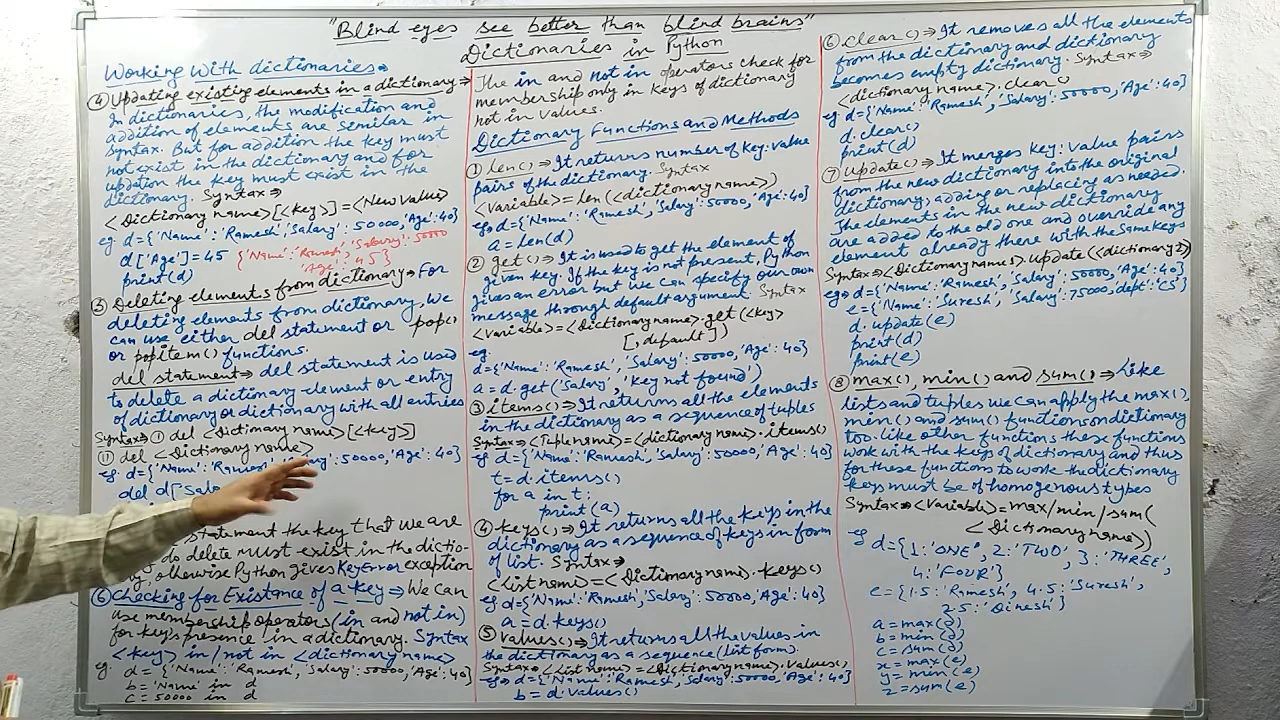 "Blind eyes see better than blind brains"
Dictionaries in Python
Working with dictionaries ⇒
④ Updating existing elements in a dictionary ⇒
In dictionaries, the modification and
addition of elements are similar in
syntax. But for addition the key must
not exist in the dictionary and for
updation the key must exist in the
dictionary. Syntax ⇒
<Dictionary name>[<key>] = <New value>
eg d={'Name':'Ramesh','Salary':50000,'Age':40}
d['Age']=45 {'Name':'Ramesh','Salary':50000
print(d) 'Age':45}
⑤ Deleting elements from dictionary ⇒ For
deleting elements from dictionary, we
can use either del statement or pop()
or popitem() functions.
del statement ⇒ del statement is used
to delete a dictionary element or entry
of dictionary or dictionary with all entries
Syntax ⇒ ① del <Dictionary name>[<key>]
⑪ del <Dictionary name>
eg. d={'Name':'Ramesh' :50000,'Age':40}
del d['Sala
statement the key that we are
delete must exist in the dictio-
otherwise Python gives KeyError exception
⑥ Checking for Existence of a key ⇒ We can
use membership operators (in and not in)
for key's presence in a dictionary. Syntax
<key> in/not in <dictionary name>
eg. d = {'Name':'Ramesh','Salary':50000,'Age':40}
b = 'Name' in d
c = 50000 in d
The in and not in operators check for
membership only in keys of dictionary
not in values.
Dictionary Functions and Methods
① len() ⇒ It returns number of key:value
pairs of the dictionary. Syntax
<variable> = len(<dictionary name>)
eg⇒ d={'Name':'Ramesh','Salary':50000,'Age':40}
a = len(d)
② get() ⇒ It is used to get the element of
given key. If the key is not present, Python
gives an error but we can specify our own
message through default argument. Syntax
<variable> = <dictionary name>.get(<key>
[,default])
eg.
d={'Name':'Ramesh','Salary':50000,'Age':40}
a = d.get('Salary','Key not found')
③ items() ⇒ It returns all the elements
in the dictionary as a sequence of tuples
Syntax ⇒ <Tuple name> = <dictionary name>.items()
eg d={'Name':'Ramesh','Salary':50000,'Age':40}
t = d.items()
for a in t:
print(a)
④ keys() ⇒ It returns all the keys in the
dictionary as a sequence of keys in form
of list. Syntax ⇒
<list name> = <Dictionary name>.keys()
eg d={'Name':'Ramesh','Salary':50000,'Age':40}
a = d.keys()
⑤ values() ⇒ It returns all the values in
the dictionary as a sequence (list form).
Syntax ⇒ <list name> = <Dictionary name>.values()
eg⇒ d={'Name':'Ramesh','Salary':50000,'Age':40}
b = d.values()
⑥ clear() ⇒ It removes all the elements
from the dictionary and dictionary
becomes empty dictionary. Syntax ⇒
<dictionary name>.clear()
eg d={'Name':'Ramesh','Salary':50000,'Age':40}
d.clear()
print(d)
⑦ update() ⇒ It merges key:value pairs
from the new dictionary into the original
dictionary, adding or replacing as needed.
The elements in the new dictionary
are added to the old one and override any
element already there with the same keys
Syntax ⇒ <Dictionary name1>.update(<dictionary 2>)
eg⇒ d={'Name':'Ramesh','Salary':50000,'Age':40}
e={'Name':'Suresh','Salary':75000,'dept':'CS'}
d.update(e)
print(d)
print(e)
⑧ max(), min() and sum() ⇒ Like
lists and tuples we can apply the max(),
min() and sum() functions on dictionary
too. Like other functions these functions
work with the keys of dictionary and thus
for these functions to work the dictionary
keys must be of homogenous types
Syntax ⇒ <Variable> = max/min/sum(
<Dictionary name>)
eg d={1:'ONE', 2:'TWO', 3:'THREE',
4:'FOUR'}
e={1.5:'Ramesh', 4.5:'Suresh',
2.5:'Dinesh'}
a = max(d)
b = min(d)
c = sum(d)
x = max(e)
y = min(e)
z = sum(e)